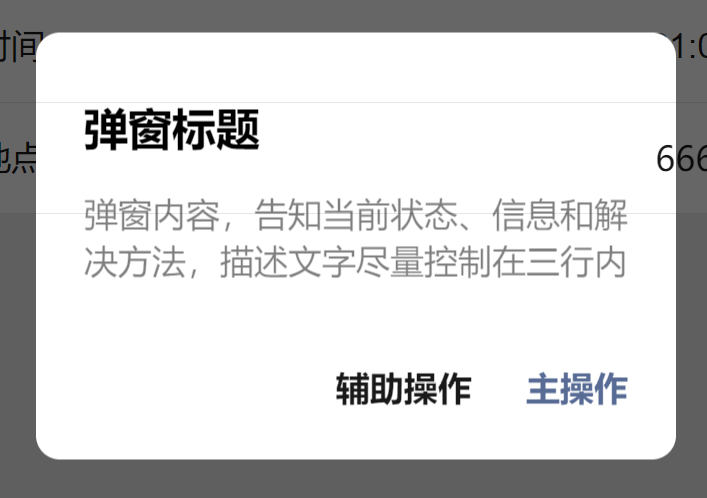 时间
1:0
弹窗标题
地点
666
弹窗内容，告知当前状态、信息和解
决方法，描述文字尽量控制在三行内
辅助操作
主操作